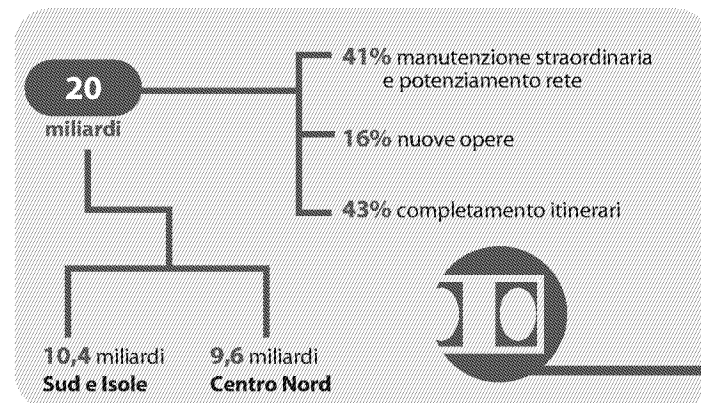 20
miliardi
41% manutenzione straordinaria
e potenziamento rete
16% nuove opere
43% completamento itinerari
10,4 miliardi
Sud e Isole
9,6 miliardi
Centro Nord